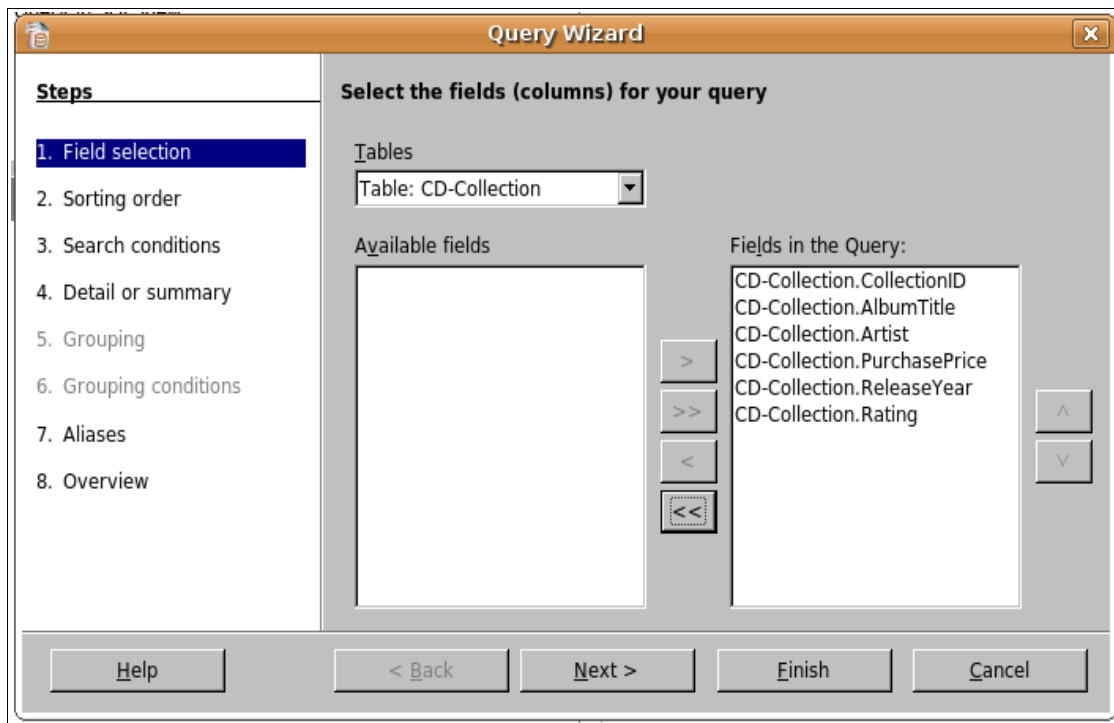 Query Wizard
Steps
1. Field selection
2. Sorting order
3. Search conditions
4. Detail or summary
5. Grouping
6. Grouping conditions
7. Aliases
8. Overview
Select the fields (columns) for your query
Tables
Table: CD-Collection
Available fields
>
>>
<
<<
Fields in the Query:
CD-Collection.CollectionID
CD-Collection.AlbumTitle
CD-Collection.Artist
CD-Collection.PurchasePrice
CD-Collection.ReleaseYear
CD-Collection.Rating
Help
< Back
Next >
Finish
Cancel